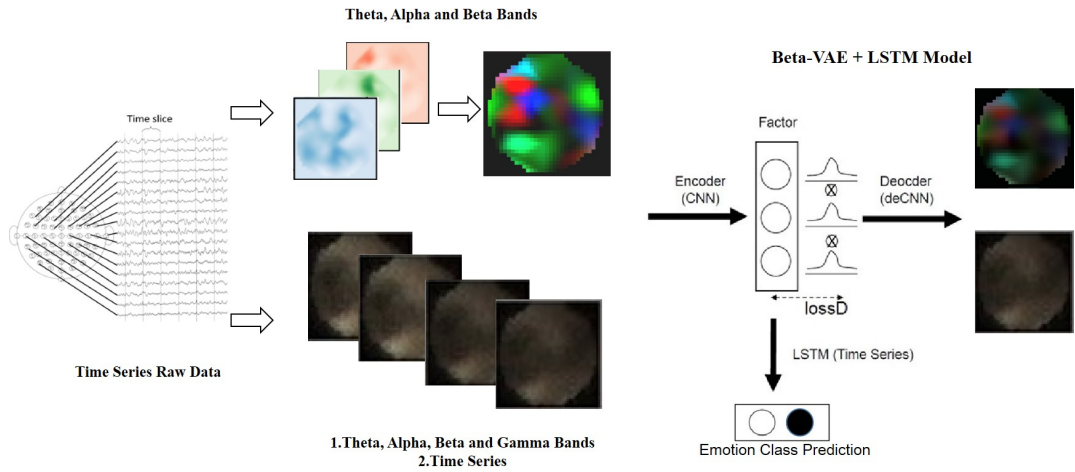 Theta, Alpha and Beta Bands
Time slice
Time Series Raw Data
1.Theta, Alpha, Beta and Gamma Bands
2.Time Series
Beta-VAE + LSTM Model
Factor
Encoder
(CNN)
Deocder
(deCNN)
lossD
LSTM (Time Series)
Emotion Class Prediction